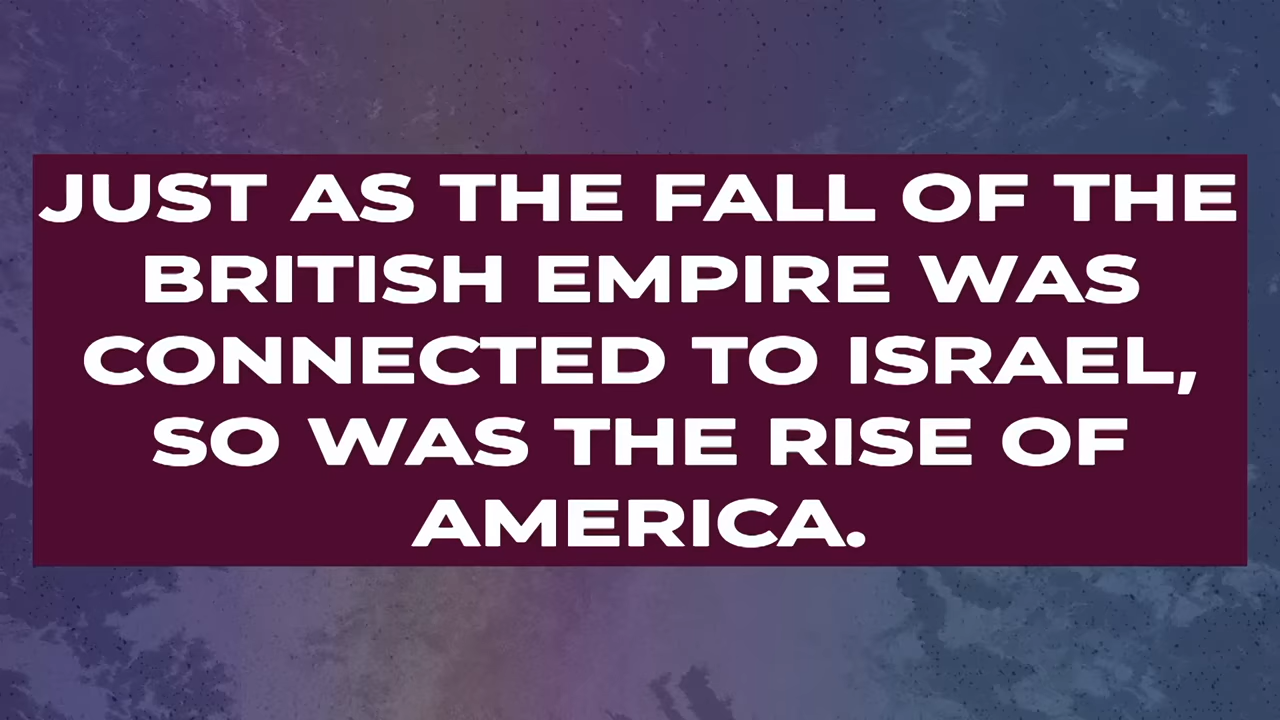 JUST AS THE FALL OF THE
BRITISH EMPIRE WAS
CONNECTED TO ISRAEL,
SO WAS THE RISE OF
AMERICA.